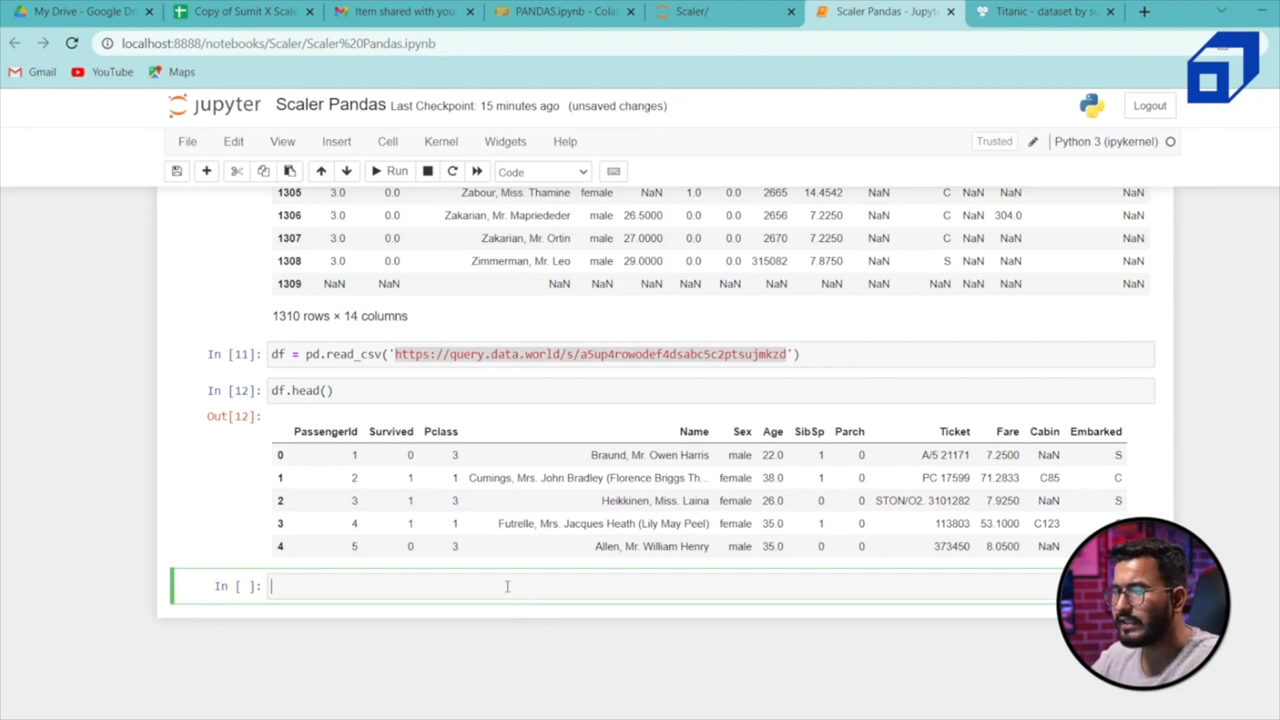 My Drive - Google Dr
Copy of Sumit X Scale
Item shared with you
PANDAS.ipynb - Colab
Scaler/
Scaler Pandas - Jupyte
Titanic - dataset by su
localhost:8888/notebooks/Scaler/Scaler%20Pandas.ipynb
Gmail YouTube Maps
jupyter Scaler Pandas Last Checkpoint: 15 minutes ago (unsaved changes) Logout
File Edit View Insert Cell Kernel Widgets Help Trusted Python 3 (ipykernel)
Run Code
1305 3.0 0.0 Zabour, Miss. Thamine female NaN 1.0 0.0 2665 14.4542 NaN C NaN NaN NaN
1306 3.0 0.0 Zakarian, Mr. Mapriededer male 26.5000 0.0 0.0 2656 7.2250 NaN C NaN 304.0 NaN
1307 3.0 0.0 Zakarian, Mr. Ortin male 27.0000 0.0 0.0 2670 7.2250 NaN C NaN NaN NaN
1308 3.0 0.0 Zimmerman, Mr. Leo male 29.0000 0.0 0.0 315082 7.8750 NaN S NaN NaN NaN
1309 NaN NaN NaN NaN NaN NaN NaN NaN NaN NaN NaN NaN NaN NaN
1310 rows × 14 columns
In [11]: df = pd.read_csv('https://query.data.world/s/a5up4rowodef4dsabc5c2ptsujmkzd')
In [12]: df.head()
Out[12]:
PassengerId Survived Pclass Name Sex Age SibSp Parch Ticket Fare Cabin Embarked
0 1 0 3 Braund, Mr. Owen Harris male 22.0 1 0 A/5 21171 7.2500 NaN S
1 2 1 1 Cumings, Mrs. John Bradley (Florence Briggs Th... female 38.0 1 0 PC 17599 71.2833 C85 C
2 3 1 3 Heikkinen, Miss. Laina female 26.0 0 0 STON/O2. 3101282 7.9250 NaN S
3 4 1 1 Futrelle, Mrs. Jacques Heath (Lily May Peel) female 35.0 1 0 113803 53.1000 C123
4 5 0 3 Allen, Mr. William Henry male 35.0 0 0 373450 8.0500 NaN
In [ ]: